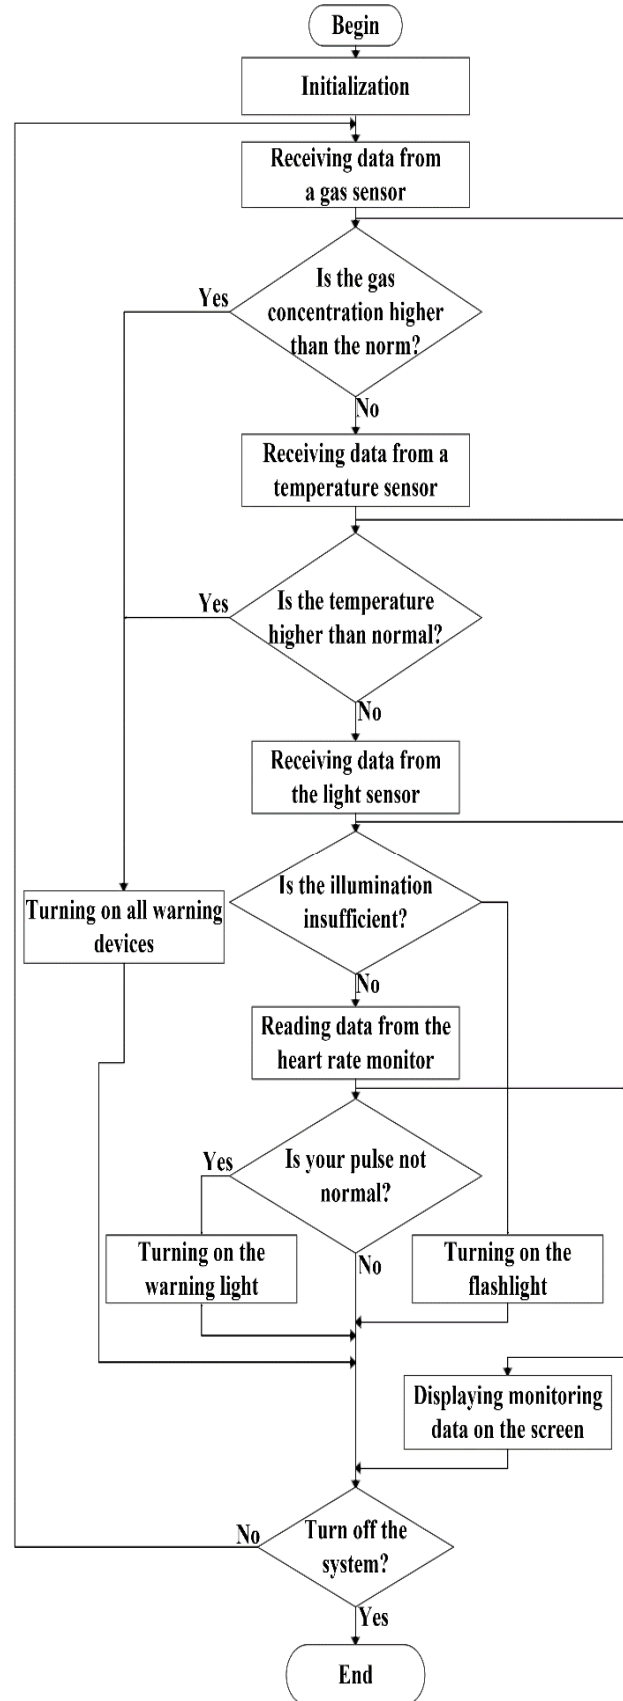 Begin
Initialization
Receiving data from
a gas sensor
Is the gas
concentration higher
than the norm?
Yes
No
Receiving data from a
temperature sensor
Is the temperature
higher than normal?
Yes
No
Receiving data from
the light sensor
Is the illumination
insufficient?
Turning on all warning
devices
No
Reading data from the
heart rate monitor
Is your pulse not
normal?
Yes
No
Turning on the
warning light
Turning on the
flashlight
Displaying monitoring
data on the screen
Turn off the
system?
No
Yes
End